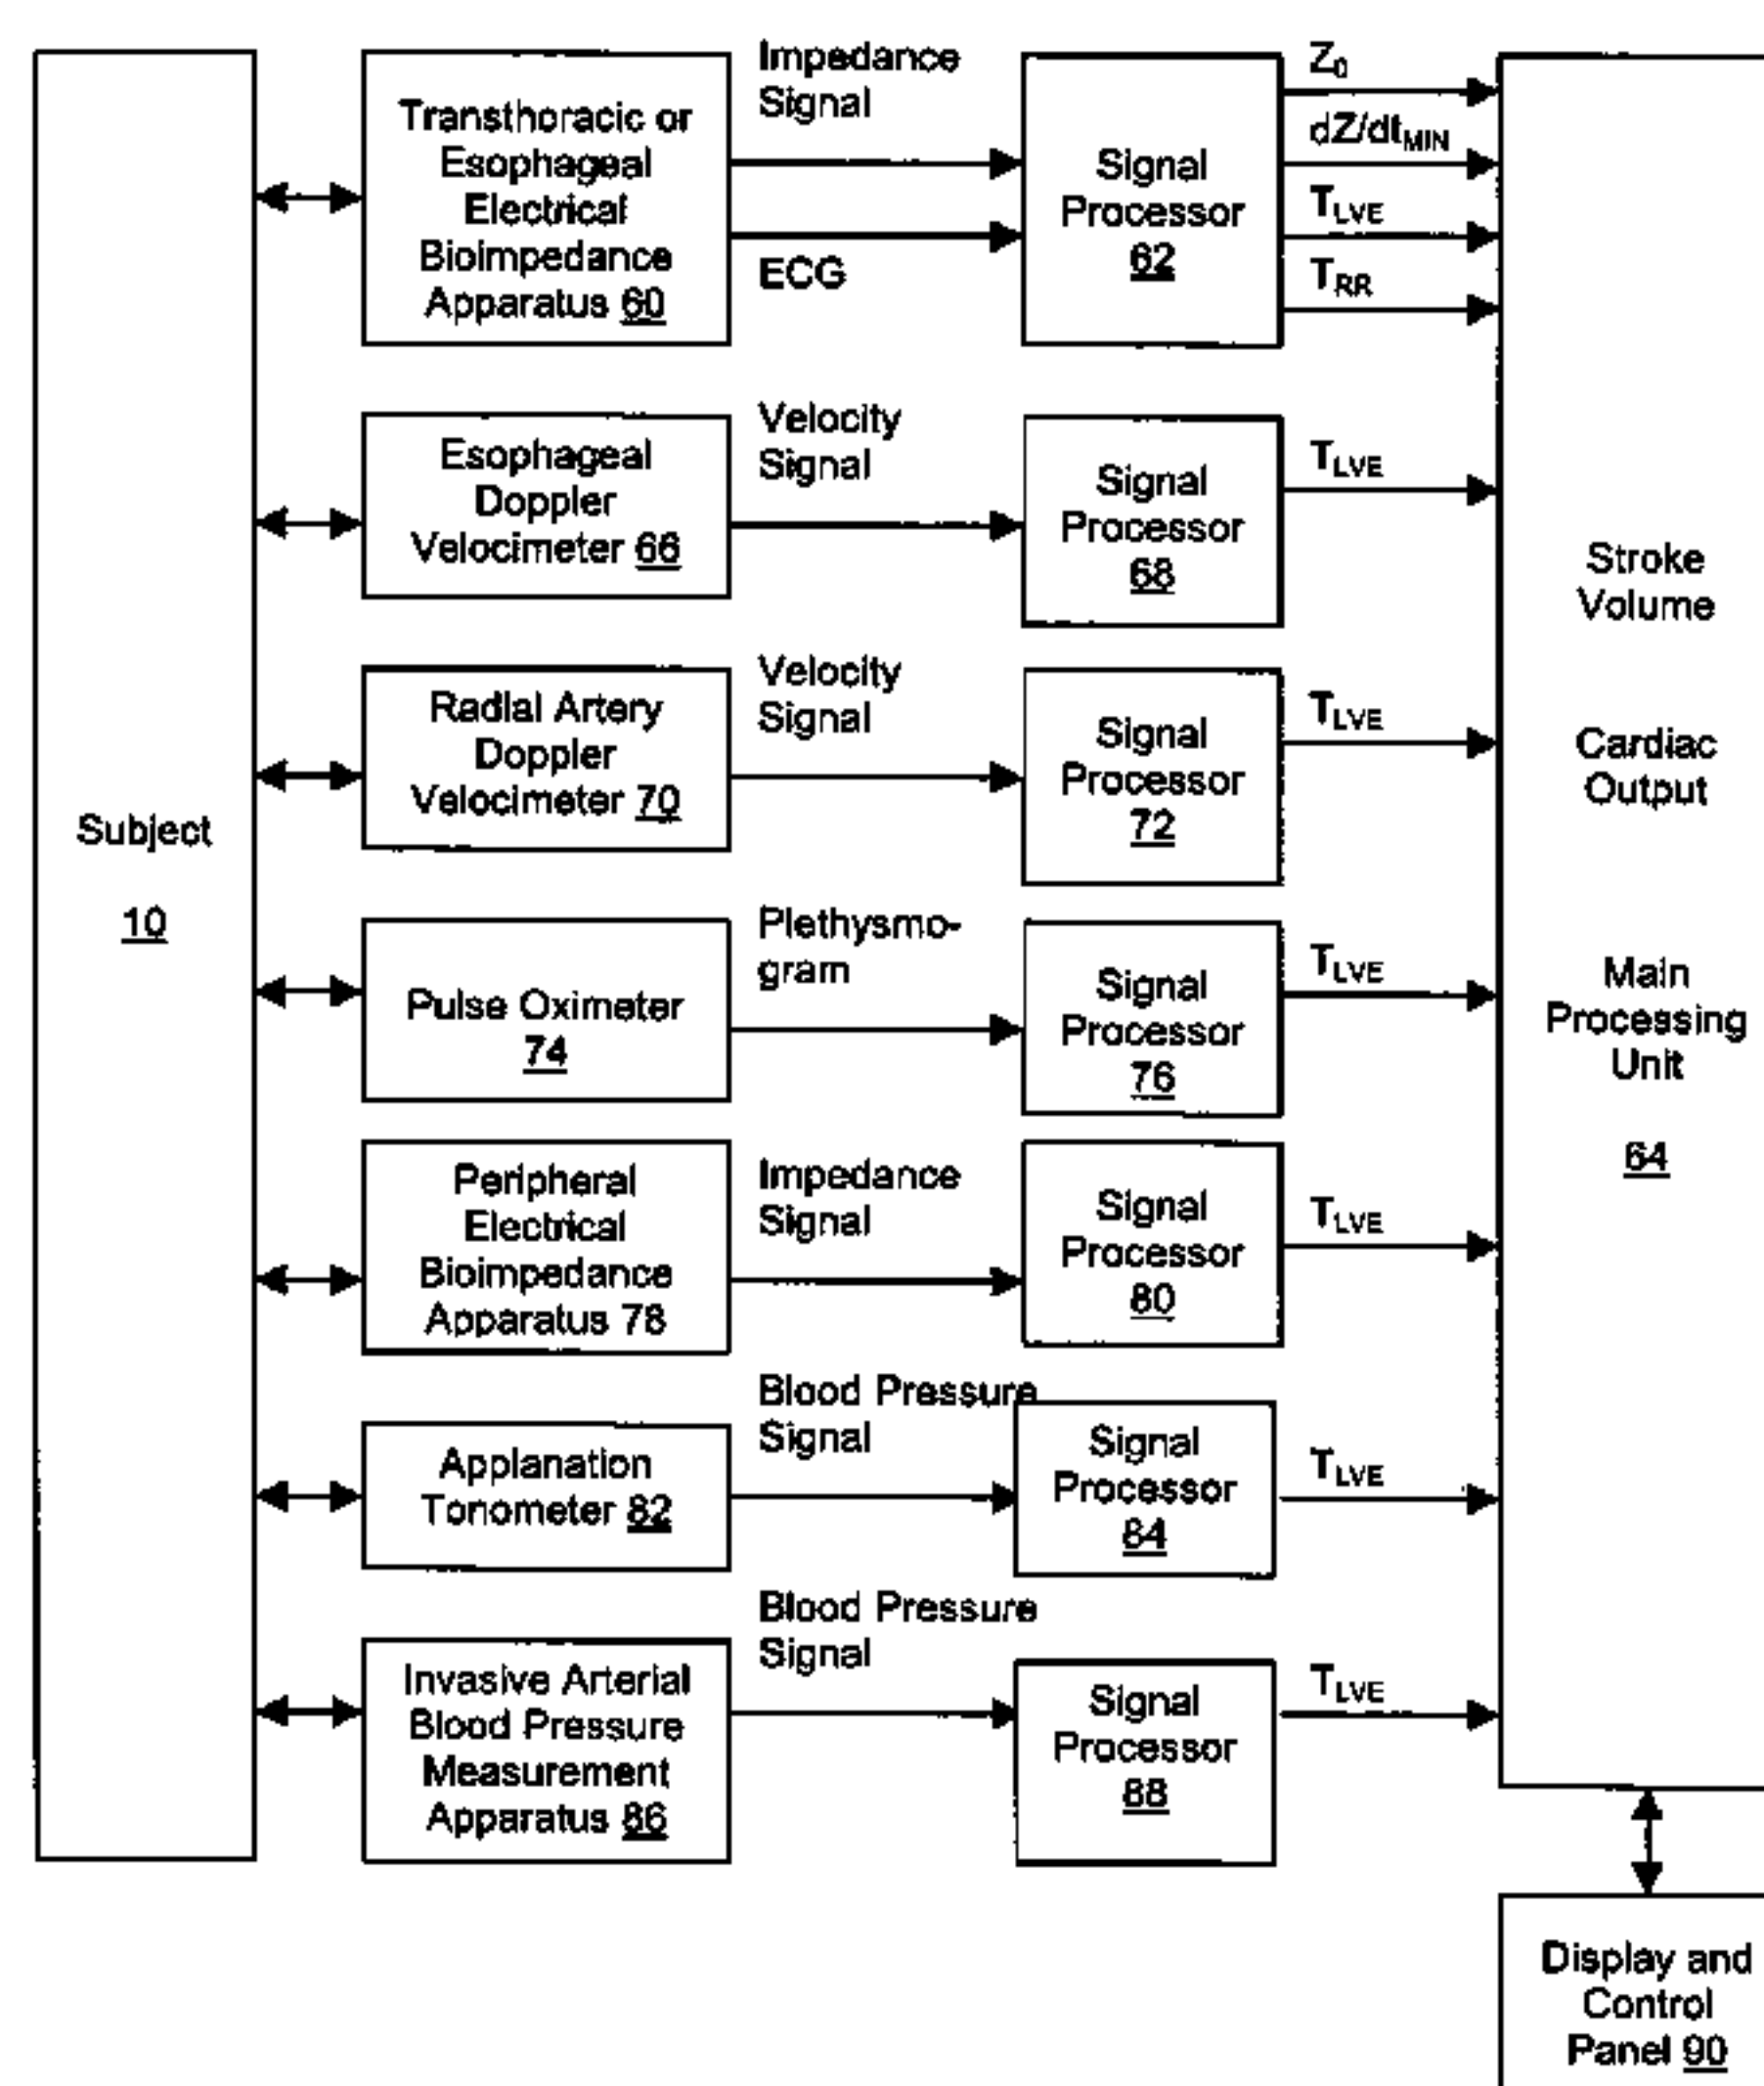 Subject
10
Transthoracic or
Esophageal
Electrical
Bioimpedance
Apparatus 60
Impedance
Signal
ECG
Signal
Processor
62
Z0
dZ/dtMIN
TLVE
TRR
Esophageal
Doppler
Velocimeter 66
Velocity
Signal
Signal
Processor
68
TLVE
Radial Artery
Doppler
Velocimeter 70
Velocity
Signal
Signal
Processor
72
TLVE
Pulse Oximeter
74
Plethysmo-
gram
Signal
Processor
76
TLVE
Peripheral
Electrical
Bioimpedance
Apparatus 78
Impedance
Signal
Signal
Processor
80
TLVE
Applanation
Tonometer 82
Blood Pressure
Signal
Signal
Processor
84
TLVE
Invasive Arterial
Blood Pressure
Measurement
Apparatus 86
Blood Pressure
Signal
Signal
Processor
88
TLVE
Stroke
Volume
Cardiac
Output
Main
Processing
Unit
64
Display and
Control
Panel 90